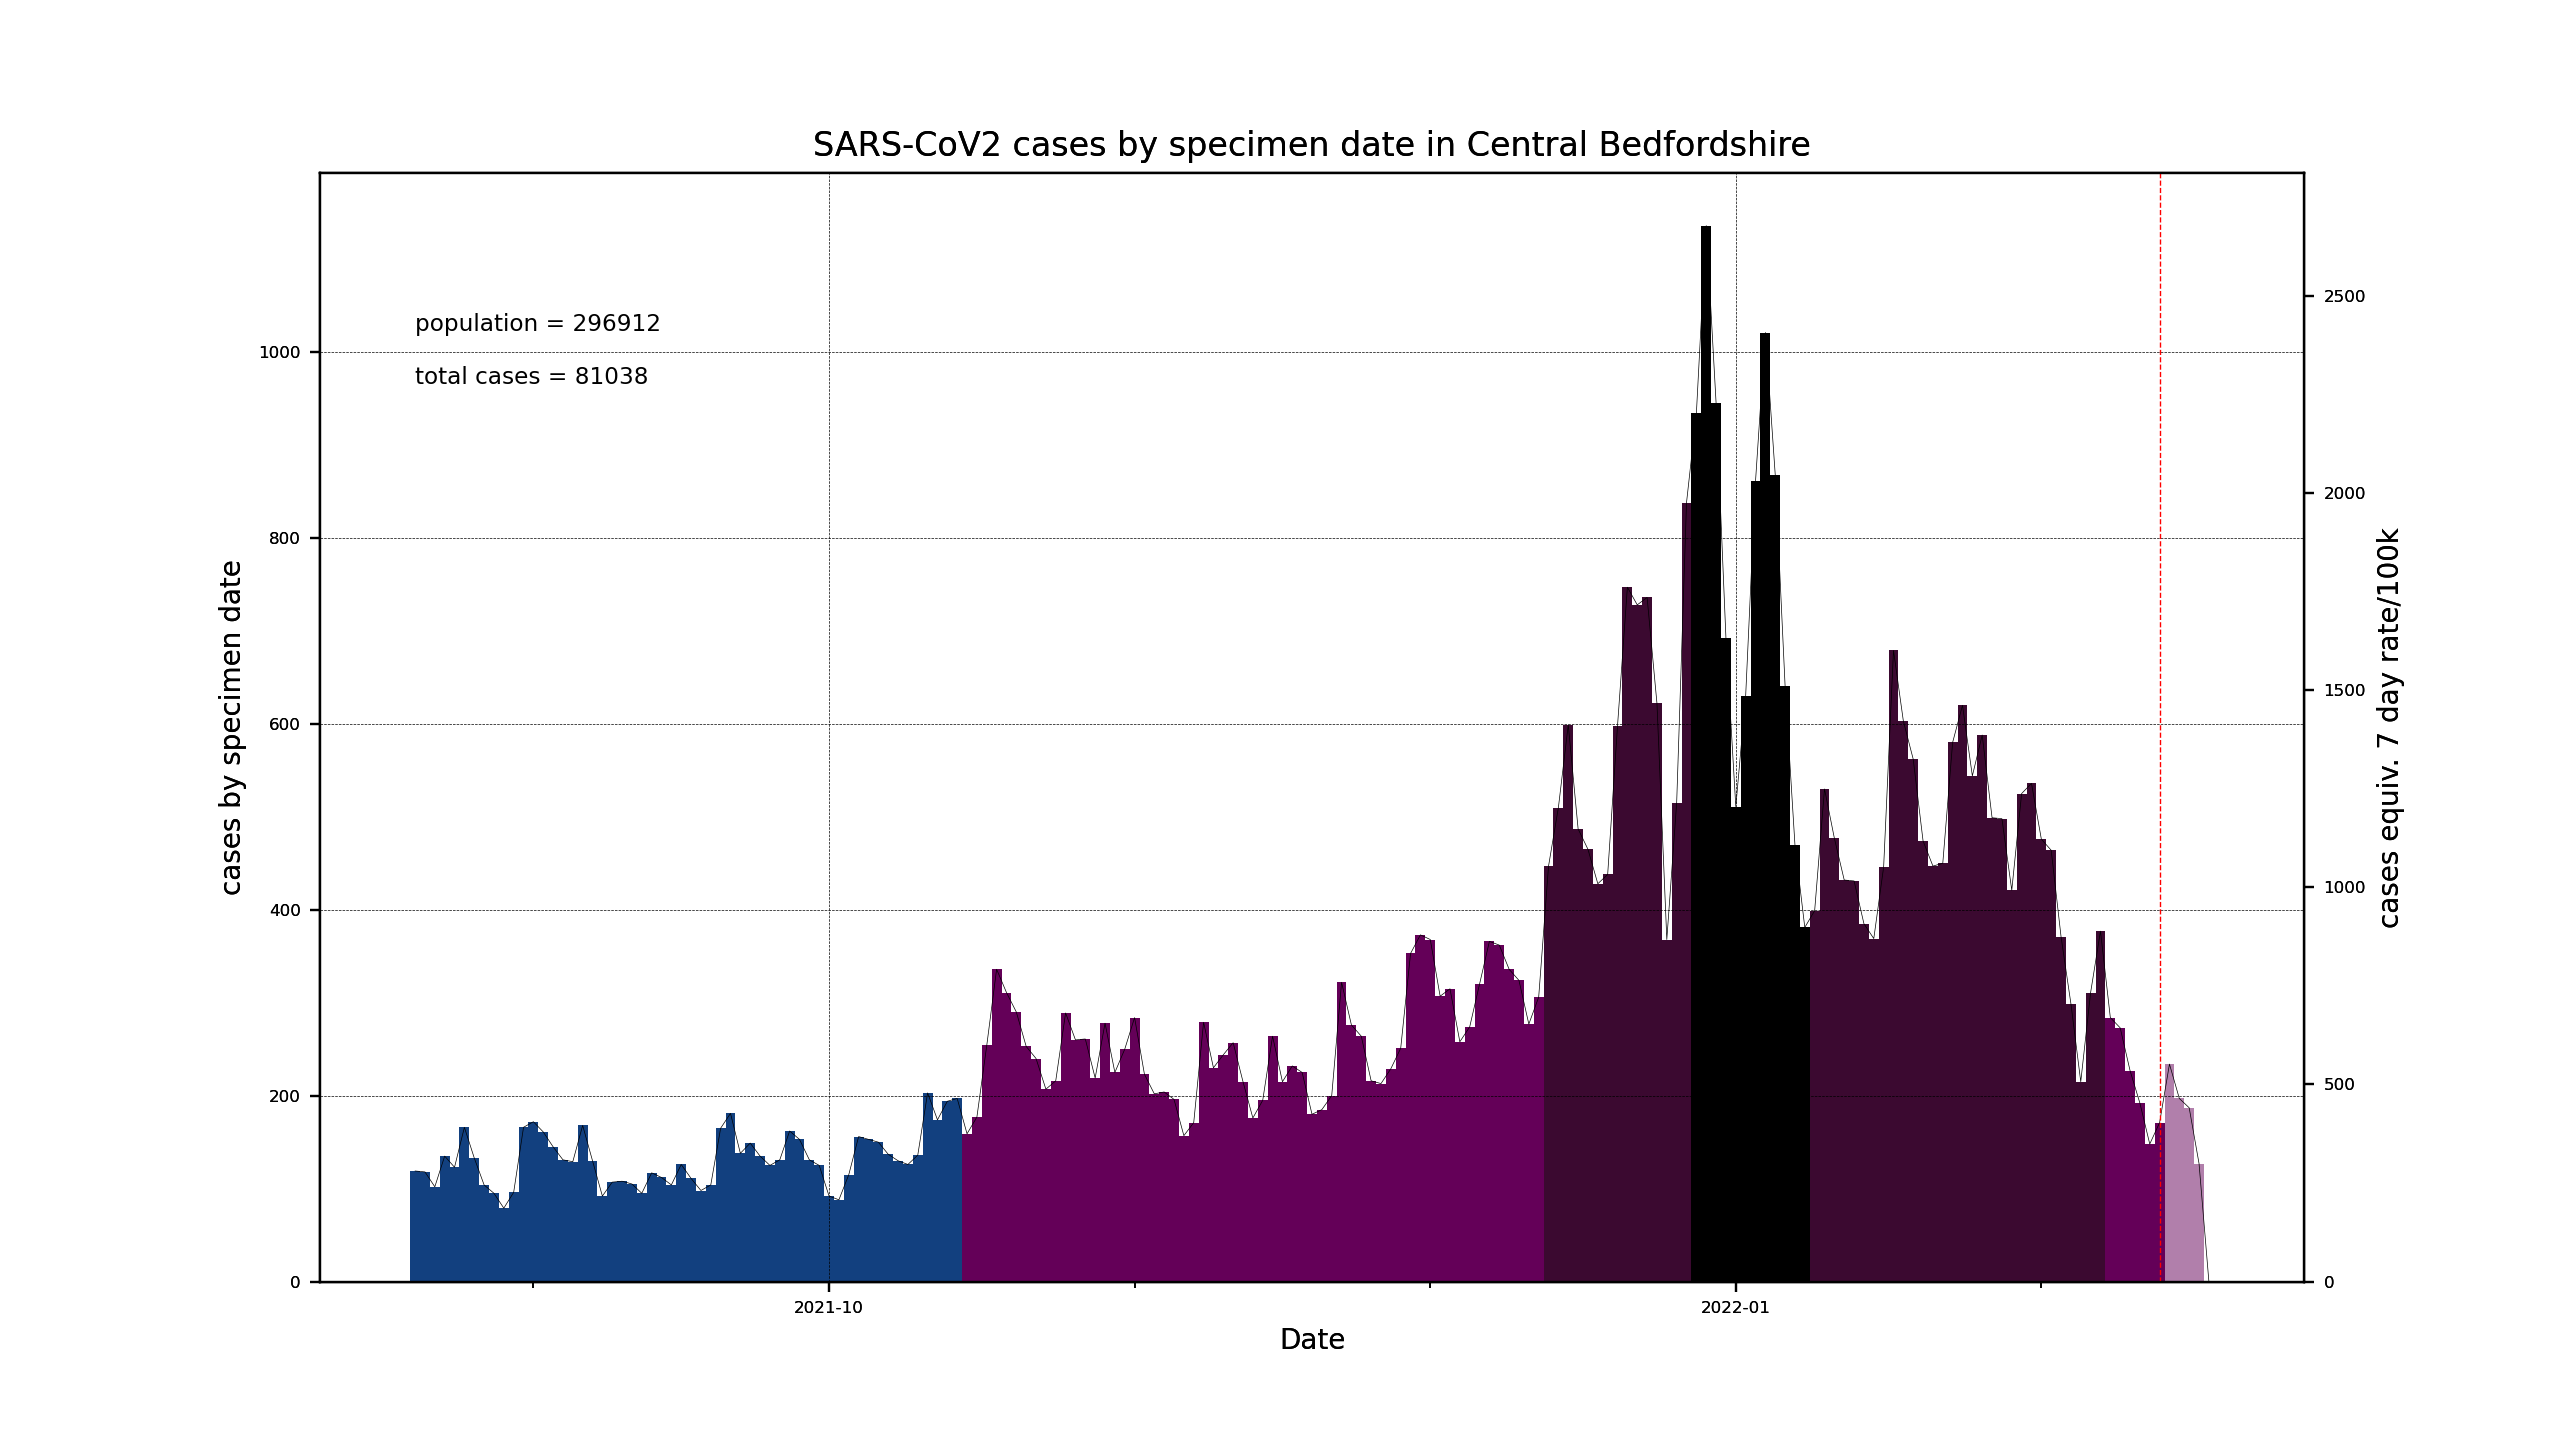 SARS-CoV2 cases by specimen date in Central Bedfordshire
population = 296912
total cases = 81038
cases by specimen date
1000
800
600
400
200
0
2500
2000
1500
1000
500
0
cases equiv. 7 day rate/100k
2021-10
2022-01
Date